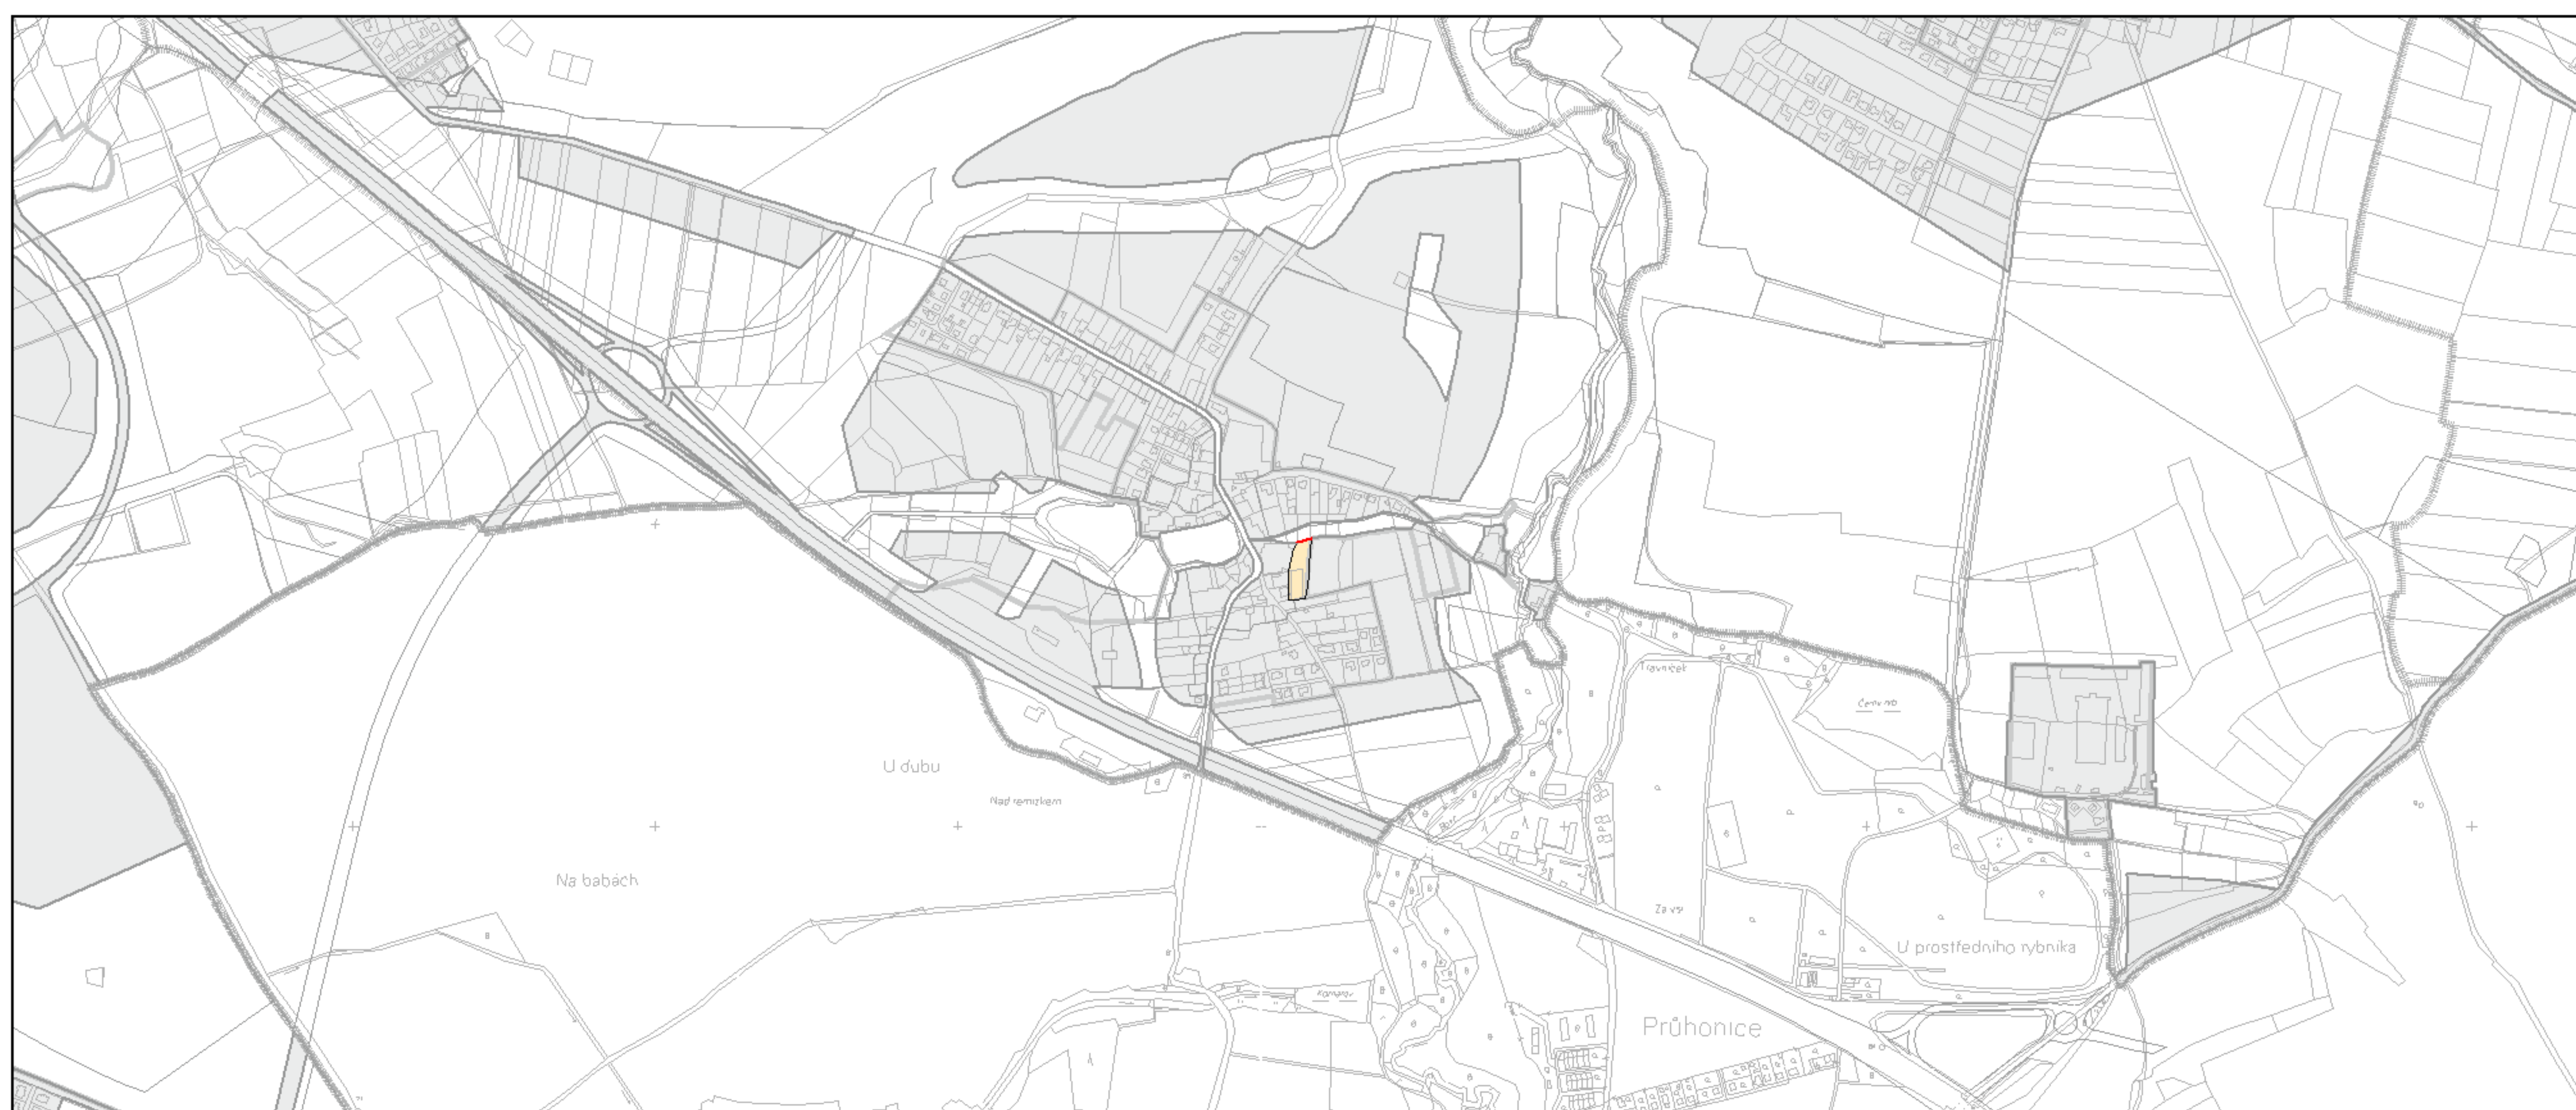 Trávníček
U dubu
Nad remízkem
Na babách
Za vsí
U prostředního rybníka
Průhonice